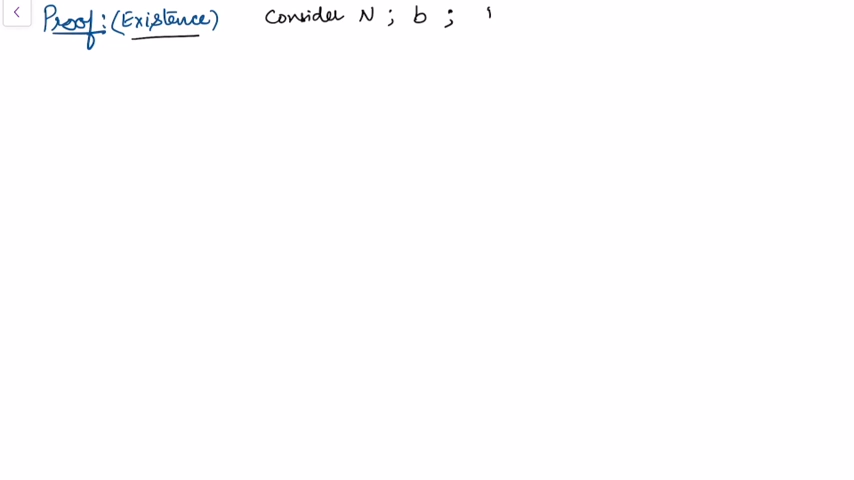 Proof: (Existence) Consider N ; b ;